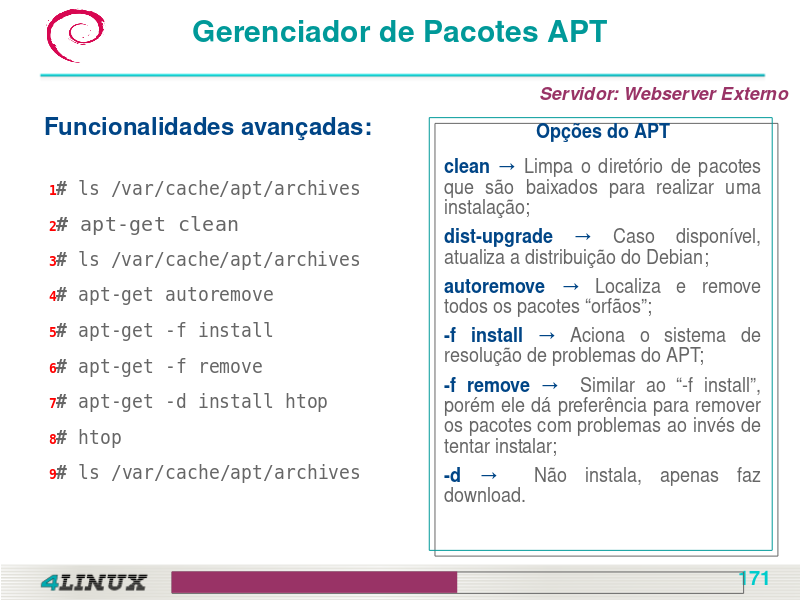 Gerenciador de Pacotes APT
Servidor: Webserver Externo
Funcionalidades avançadas:
1# ls /var/cache/apt/archives
2# apt-get clean
3# ls /var/cache/apt/archives
4# apt-get autoremove
5# apt-get -f install
6# apt-get -f remove
7# apt-get -d install htop
8# htop
9# ls /var/cache/apt/archives
Opções do APT
clean → Limpa o diretório de pacotes
que são baixados para realizar uma
instalação;
dist-upgrade → Caso disponível,
atualiza a distribuição do Debian;
autoremove → Localiza e remove
todos os pacotes “orfãos”;
-f install → Aciona o sistema de
resolução de problemas do APT;
-f remove → Similar ao “-f install”,
porém ele dá preferência para remover
os pacotes com problemas ao invés de
tentar instalar;
-d → Não instala, apenas faz
download.
4LINUX
171